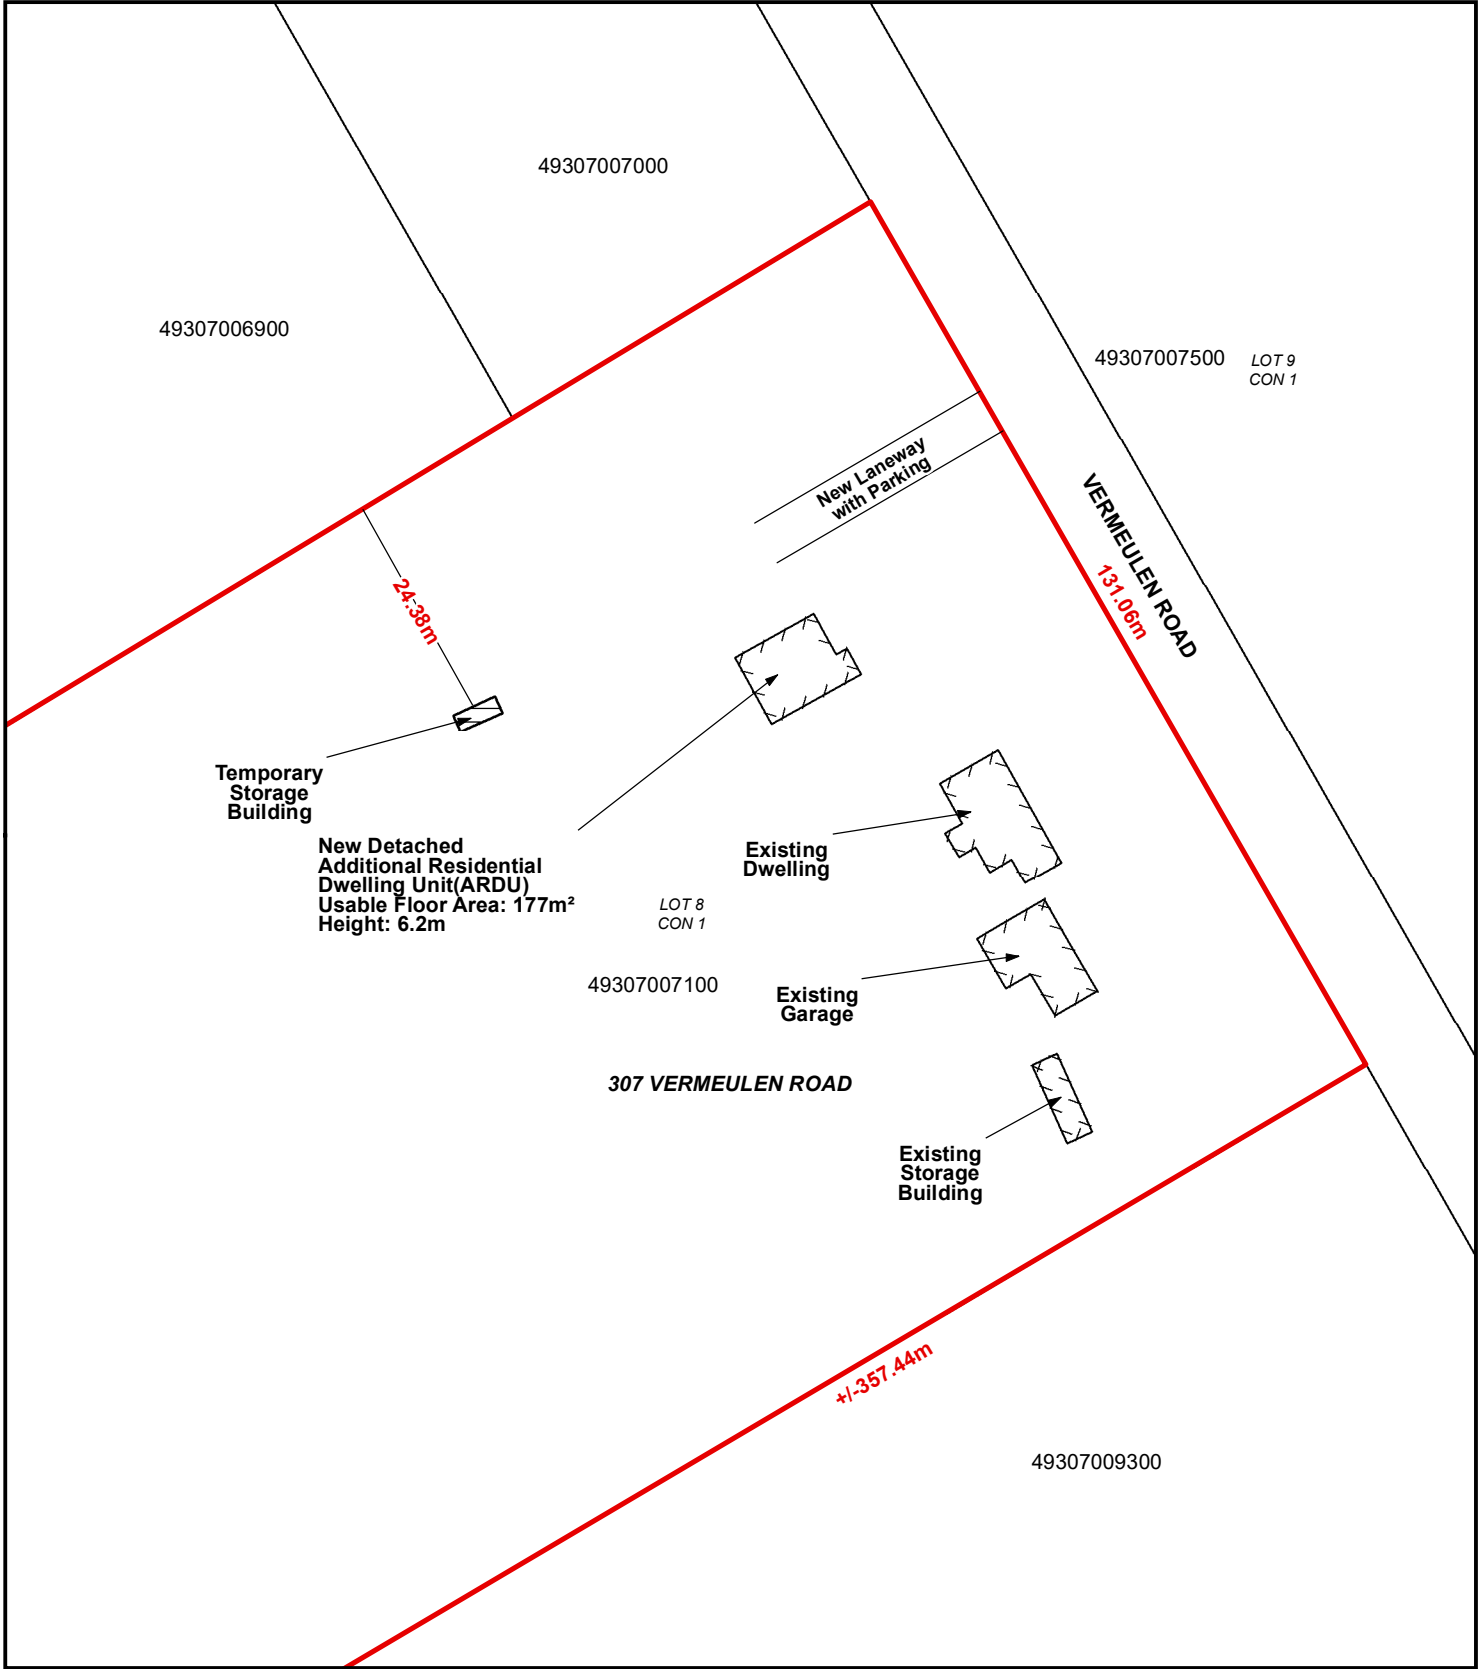 49307007000
49307006900
49307007500
LOT 9
CON 1
New Laneway
with Parking
VERMEULEN ROAD
131.06m
24.38m
Temporary
Storage
Building
New Detached
Additional Residential
Dwelling Unit(ARDU)
Usable Floor Area: 177m²
Height: 6.2m
Existing
Dwelling
LOT 8
CON 1
49307007100
Existing
Garage
307 VERMEULEN ROAD
Existing
Storage
Building
+/-357.44m
49307009300